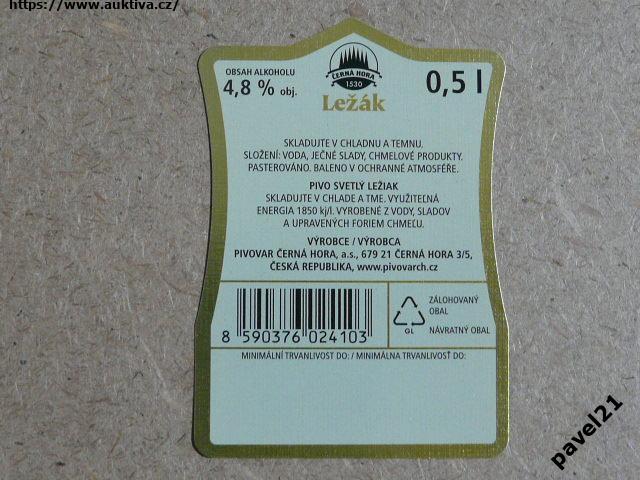 https://www.auktiva.cz/
OBSAH ALKOHOLU
4,8 % obj.
ČERNÁ HORA
1530
Ležák
0,5 l
SKLADUJTE V CHLADNU A TEMNU.
SLOŽENÍ: VODA, JEČNÉ SLADY, CHMELOVÉ PRODUKTY.
PASTEROVÁNO. BALENO V OCHRANNÉ ATMOSFÉŘE.
PIVO SVETLÝ LEŽIAK
SKLADUJTE V CHLADE A TME. VYUŽITEĽNÁ
ENERGIA 1850 kj/l. VYROBENÉ Z VODY, SLADOV
A UPRAVENÝCH FORIEM CHMEĽU.
VÝROBCE / VÝROBCA
PIVOVAR ČERNÁ HORA, a.s., 679 21 ČERNÁ HORA 3/5,
ČESKÁ REPUBLIKA, www.pivovarch.cz
8 590376 024103
GL
ZÁLOHOVANÝ
OBAL
NÁVRATNÝ OBAL
MINIMÁLNÍ TRVANLIVOST DO: / MINIMÁLNA TRVANLIVOSŤ DO:
pavel21